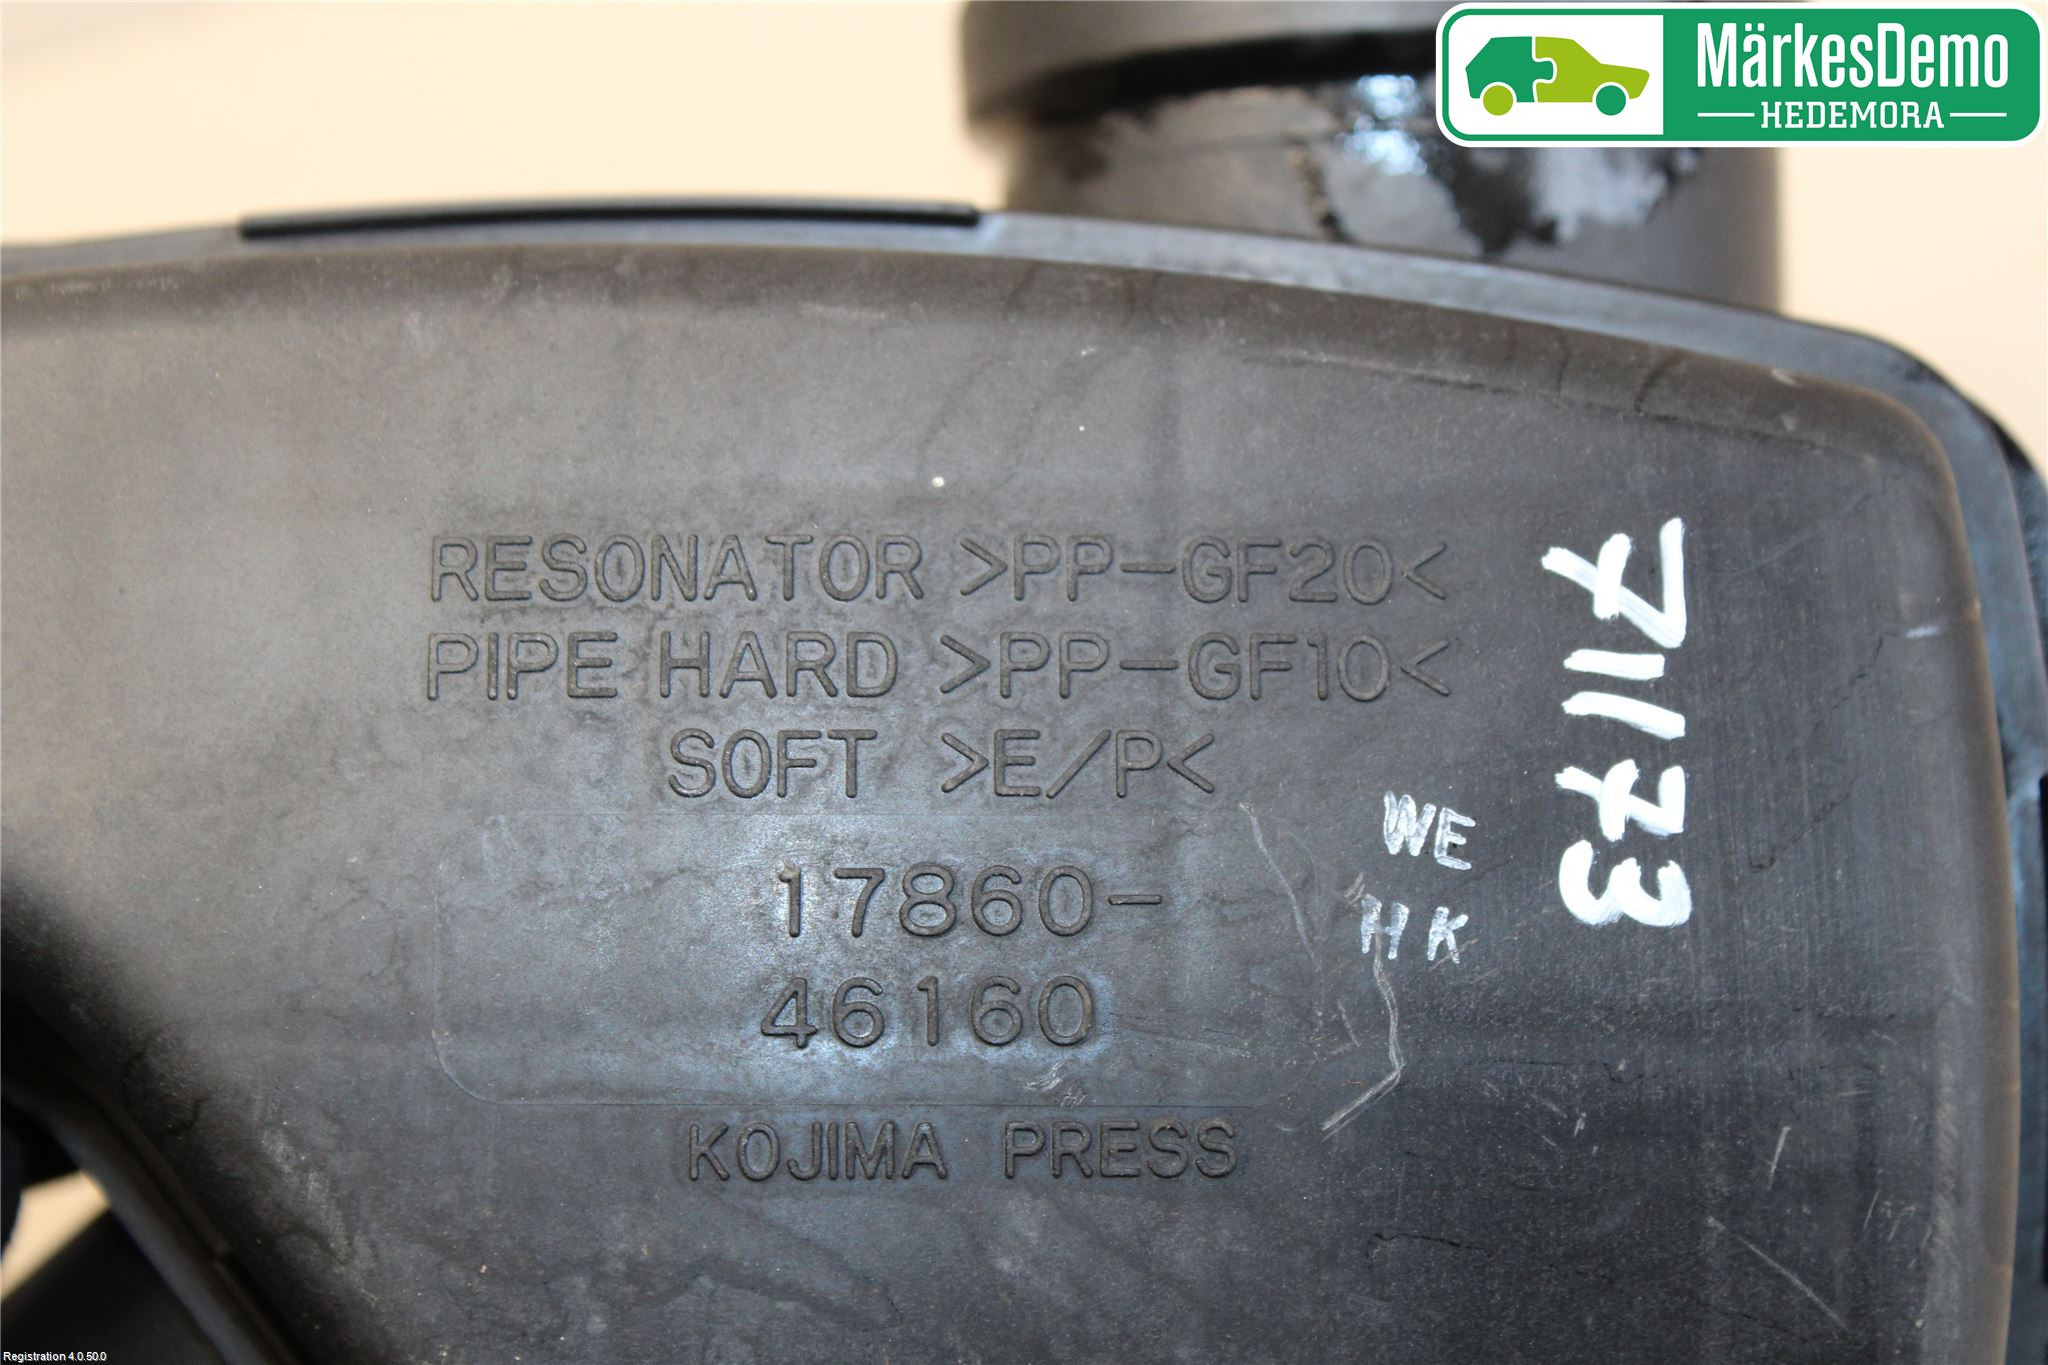 MärkesDemo
HEDEMORA
RESONATOR >PP-GF20<
PIPE HARD >PP-GF10<
SOFT >E/P<
17860-
46160
KOJIMA PRESS
WE
HK
71173
Registration 4.0.50.0